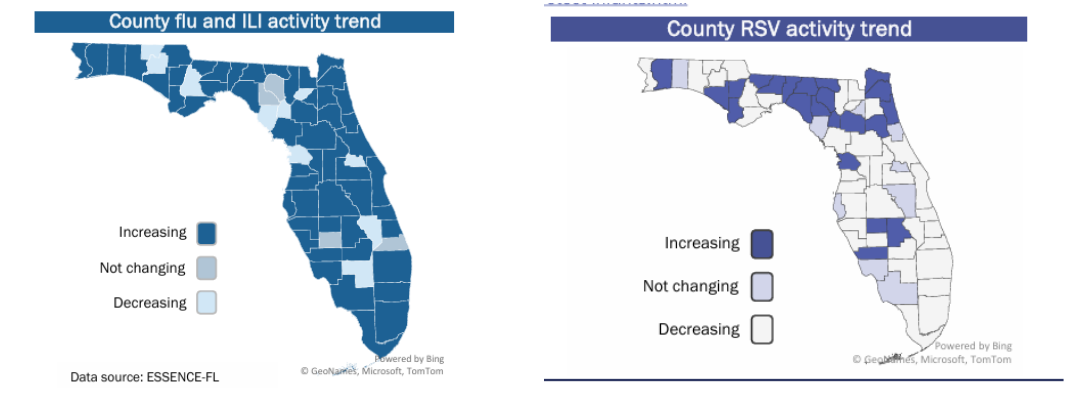 County flu and ILI activity trend
Increasing
Not changing
Decreasing
Powered by Bing
© GeoNames, Microsoft, TomTom
Data source: ESSENCE-FL
County RSV activity trend
Increasing
Not changing
Decreasing
Powered by Bing
© GeoNames, Microsoft, TomTom